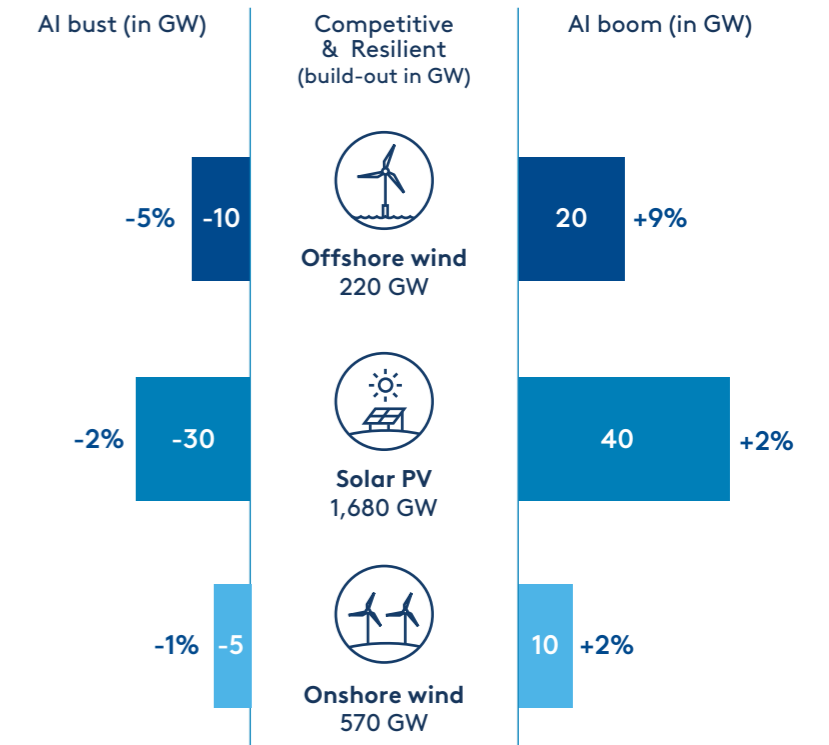 AI bust (in GW)
Competitive
& Resilient
(build-out in GW)
AI boom (in GW)
-5%
-10
20
+9%
Offshore wind
220 GW
-2%
-30
40
+2%
Solar PV
1,680 GW
-1%
-5
10
+2%
Onshore wind
570 GW